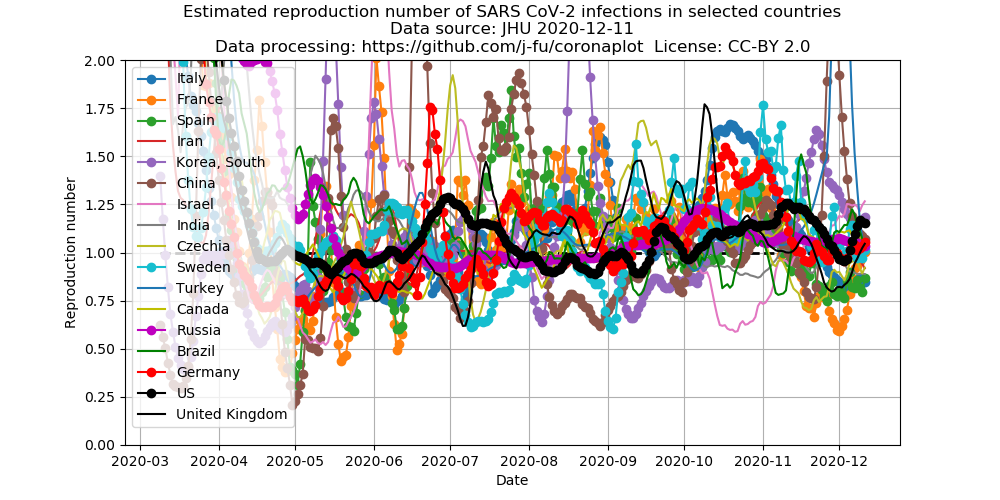 Estimated reproduction number of SARS CoV-2 infections in selected countries
Data source: JHU 2020-12-11
Data processing: https://github.com/j-fu/coronaplot License: CC-BY 2.0
2.00
1.75
1.50
1.25
1.00
0.75
0.50
0.25
0.00
Reproduction number
Italy
France
Spain
Iran
Korea, South
China
Israel
India
Czechia
Sweden
Turkey
Canada
Russia
Brazil
Germany
US
United Kingdom
2020-03 2020-04 2020-05 2020-06 2020-07 2020-08 2020-09 2020-10 2020-11 2020-12
Date